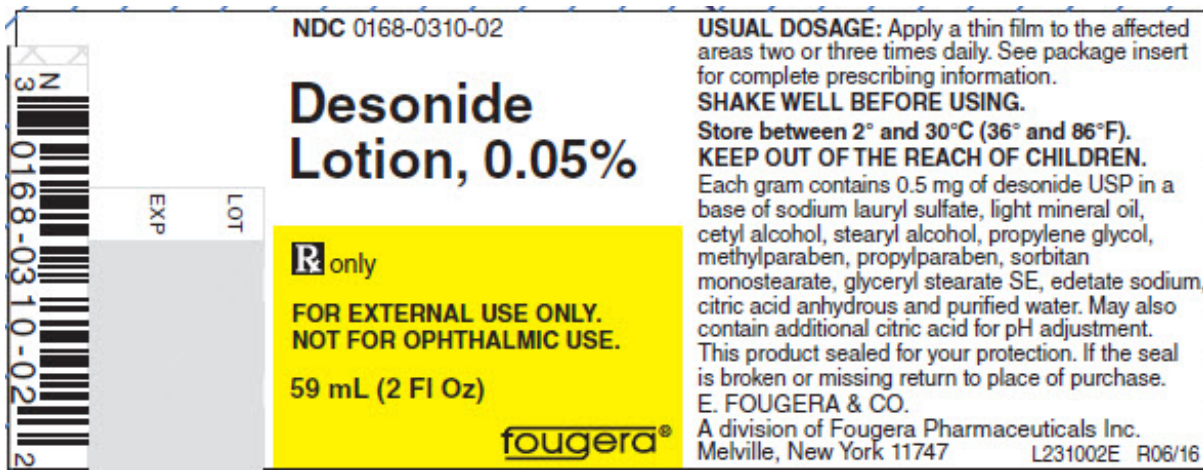 N
3 0168-0310-02 2
EXP
LOT
NDC 0168-0310-02
Desonide
Lotion, 0.05%
Rx only
FOR EXTERNAL USE ONLY.
NOT FOR OPHTHALMIC USE.
59 mL (2 Fl Oz)
fougera®
USUAL DOSAGE: Apply a thin film to the affected
areas two or three times daily. See package insert
for complete prescribing information.
SHAKE WELL BEFORE USING.
Store between 2° and 30°C (36° and 86°F).
KEEP OUT OF THE REACH OF CHILDREN.
Each gram contains 0.5 mg of desonide USP in a
base of sodium lauryl sulfate, light mineral oil,
cetyl alcohol, stearyl alcohol, propylene glycol,
methylparaben, propylparaben, sorbitan
monostearate, glyceryl stearate SE, edetate sodium,
citric acid anhydrous and purified water. May also
contain additional citric acid for pH adjustment.
This product sealed for your protection. If the seal
is broken or missing return to place of purchase.
E. FOUGERA & CO.
A division of Fougera Pharmaceuticals Inc.
Melville, New York 11747 L231002E R06/16